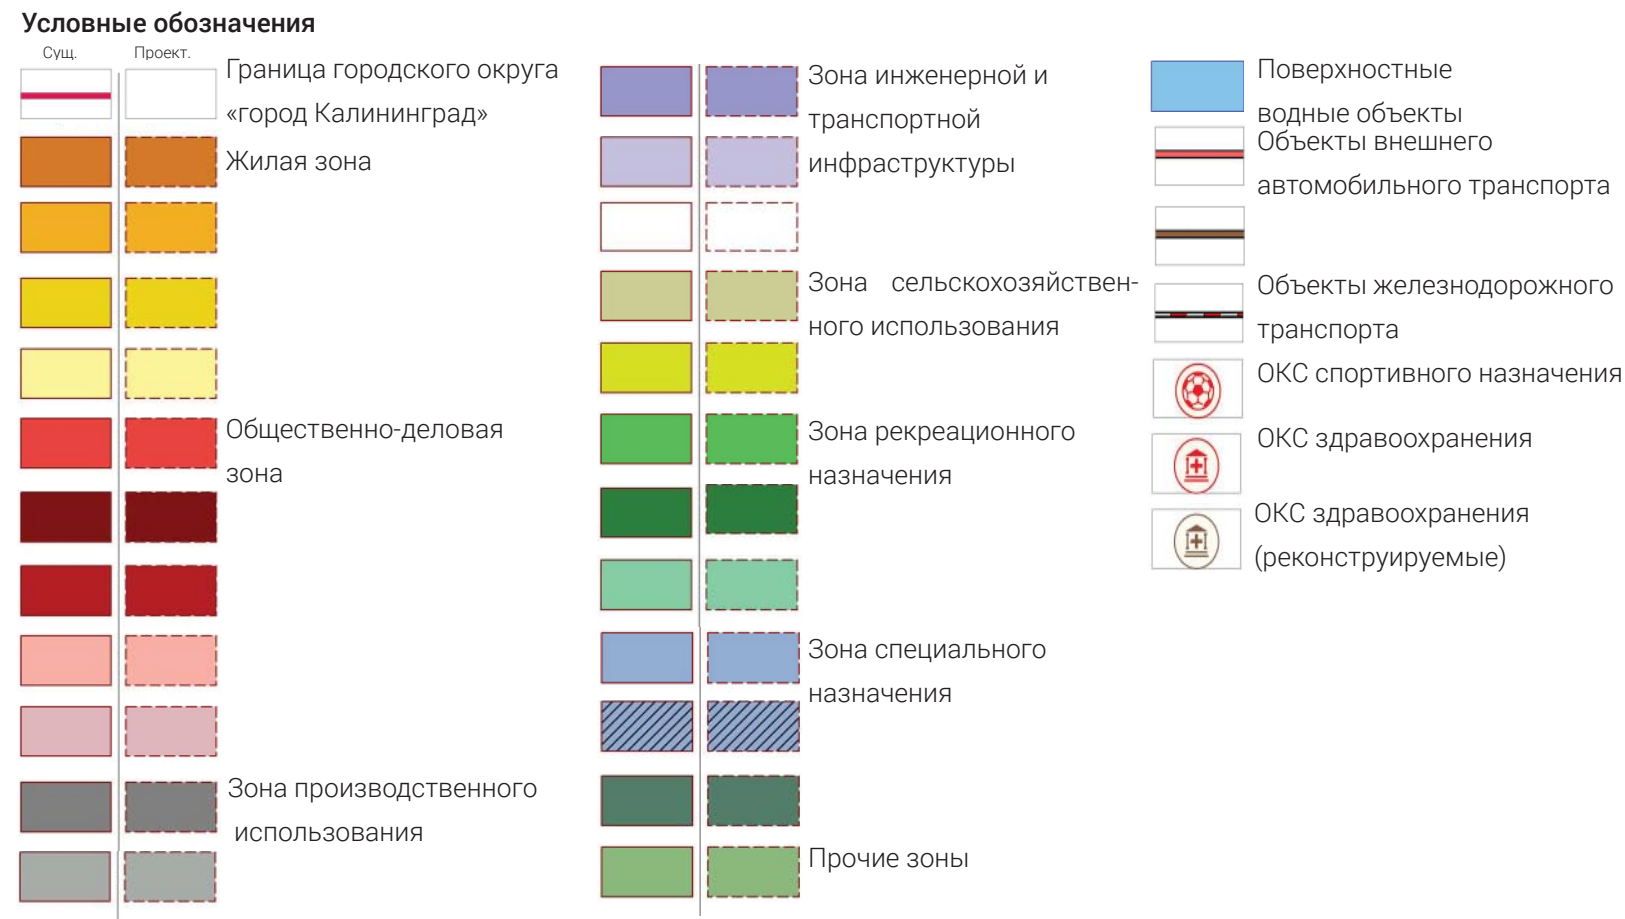 Условные обозначения
Сущ. Проект.
Граница городского округа
«город Калининград»
Жилая зона
Общественно-деловая
зона
Зона производственного
использования
Зона инженерной и
транспортной
инфраструктуры
Зона сельскохозяйствен-
ного использования
Зона рекреационного
назначения
Зона специального
назначения
Прочие зоны
Поверхностные
водные объекты
Объекты внешнего
автомобильного транспорта
Объекты железнодорожного
транспорта
ОКС спортивного назначения
ОКС здравоохранения
ОКС здравоохранения
(реконструируемые)